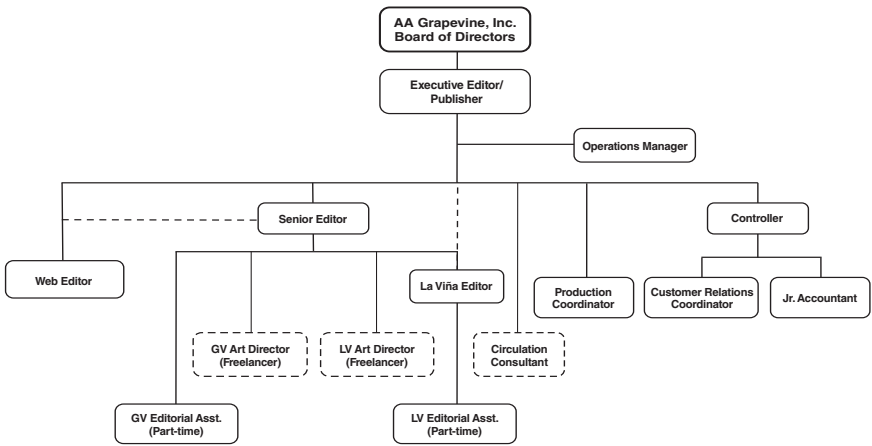 AA Grapevine, Inc.
Board of Directors
Executive Editor/
Publisher
Operations Manager
Senior Editor
Controller
Web Editor
La Viña Editor
Production
Coordinator
Customer Relations
Coordinator
Jr. Accountant
GV Art Director
(Freelancer)
LV Art Director
(Freelancer)
Circulation
Consultant
GV Editorial Asst.
(Part-time)
LV Editorial Asst.
(Part-time)